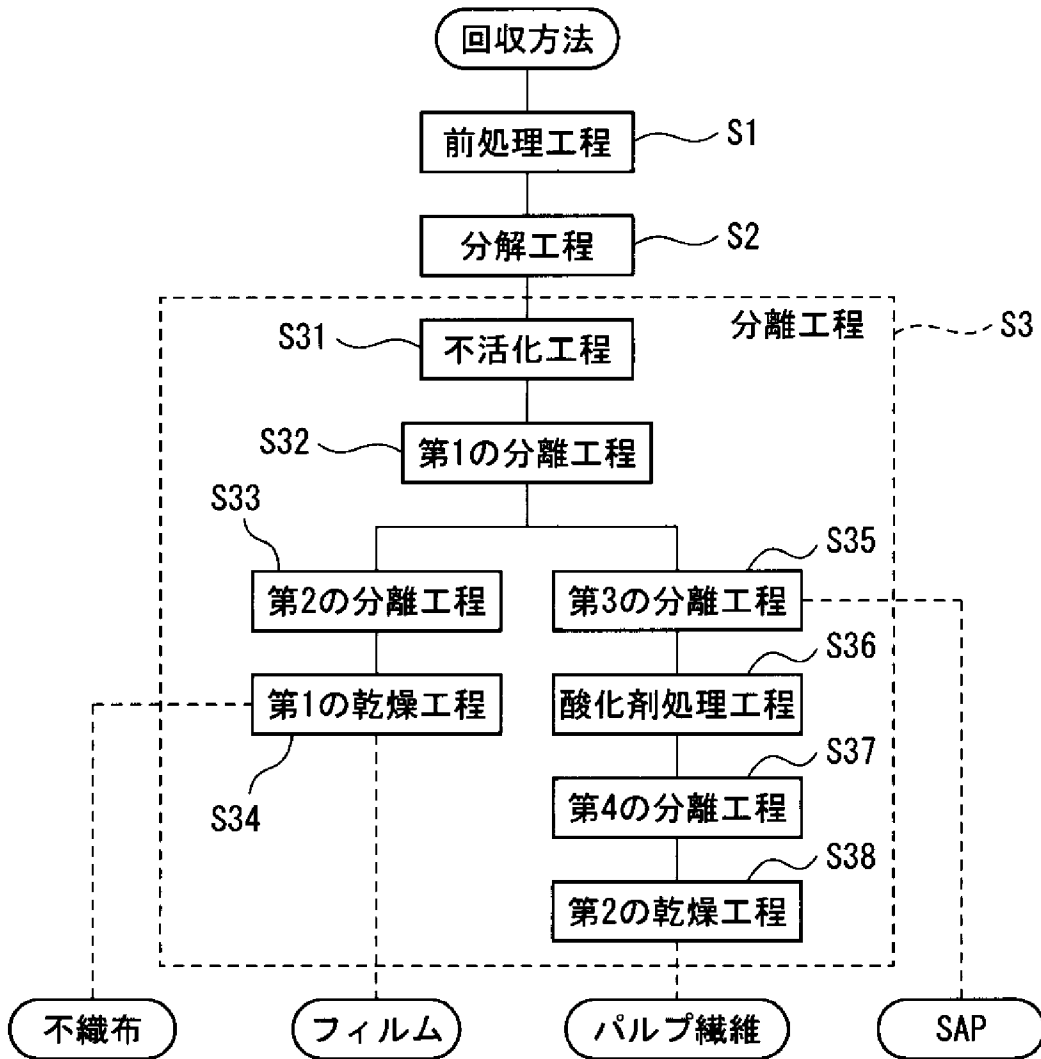 回収方法
前処理工程
S1
分解工程
S2
分離工程
S3
S31
不活化工程
S32
第1の分離工程
S33
第2の分離工程
S35
第3の分離工程
S34
第1の乾燥工程
S36
酸化剤処理工程
S37
第4の分離工程
S38
第2の乾燥工程
不織布
フィルム
パルプ繊維
SAP